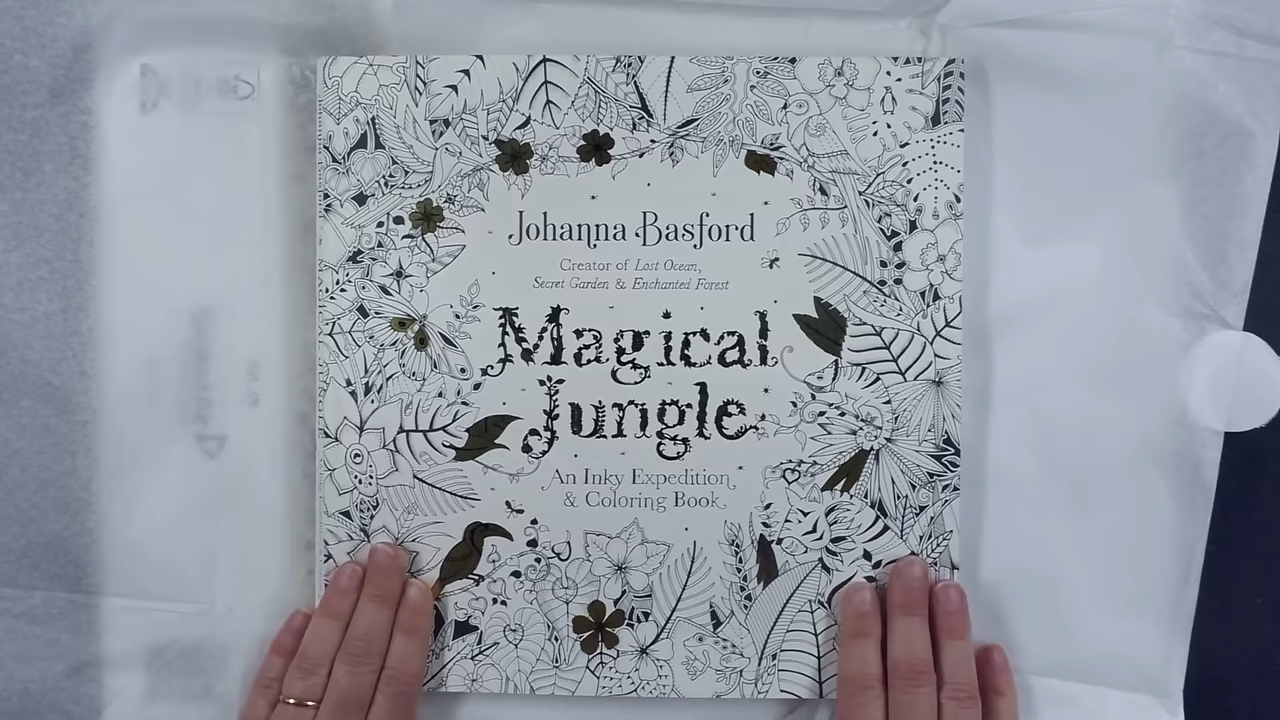 Johanna Basford
Creator of Lost Ocean,
Secret Garden & Enchanted Forest
Magical
Jungle
An Inky Expedition
& Coloring Book